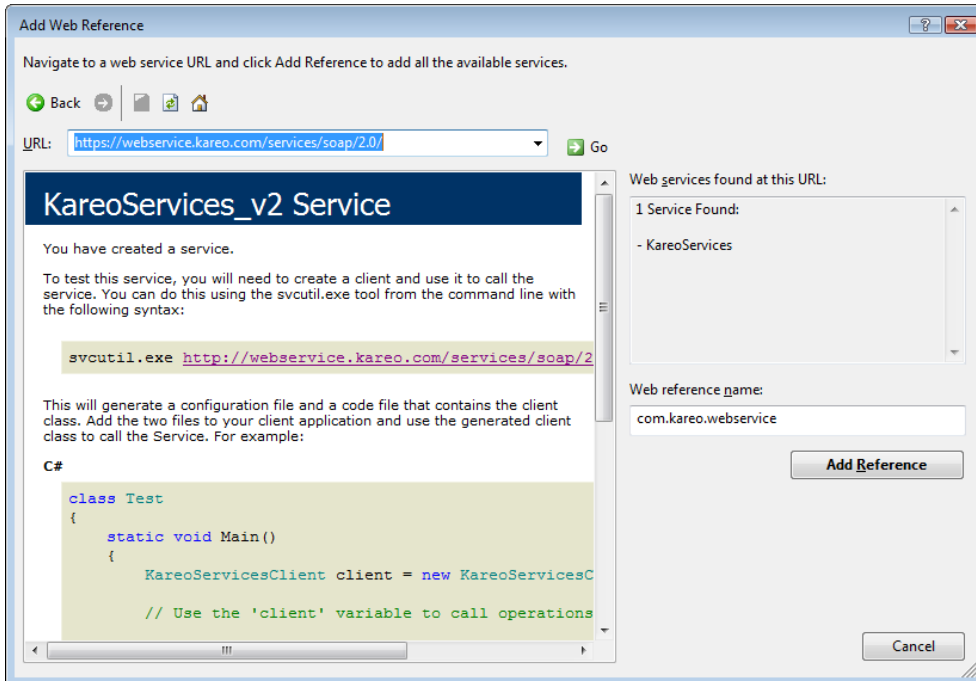 Add Web Reference
Navigate to a web service URL and click Add Reference to add all the available services.
Back
URL:
https://webservice.kareo.com/services/soap/2.0/
Go
KareoServices_v2 Service
You have created a service.
To test this service, you will need to create a client and use it to call the
service. You can do this using the svcutil.exe tool from the command line with
the following syntax:
svcutil.exe http://webservice.kareo.com/services/soap/2
This will generate a configuration file and a code file that contains the client
class. Add the two files to your client application and use the generated client
class to call the Service. For example:
C#
class Test
{
static void Main()
{
KareoServicesClient client = new KareoServicesC
// Use the 'client' variable to call operations
Web services found at this URL:
1 Service Found:
- KareoServices
Web reference name:
com.kareo.webservice
Add Reference
Cancel